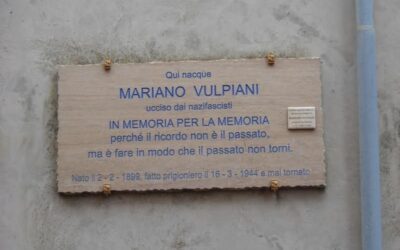 Qui nacque
MARIANO VULPIANI
ucciso dai nazifascisti
IN MEMORIA PER LA MEMORIA
perché il ricordo non è il passato,
ma è fare in modo che il passato non torni.
Nato il 2 - 2 - 1899, fatto prigioniero il 16 - 3 - 1944 e mai tornato